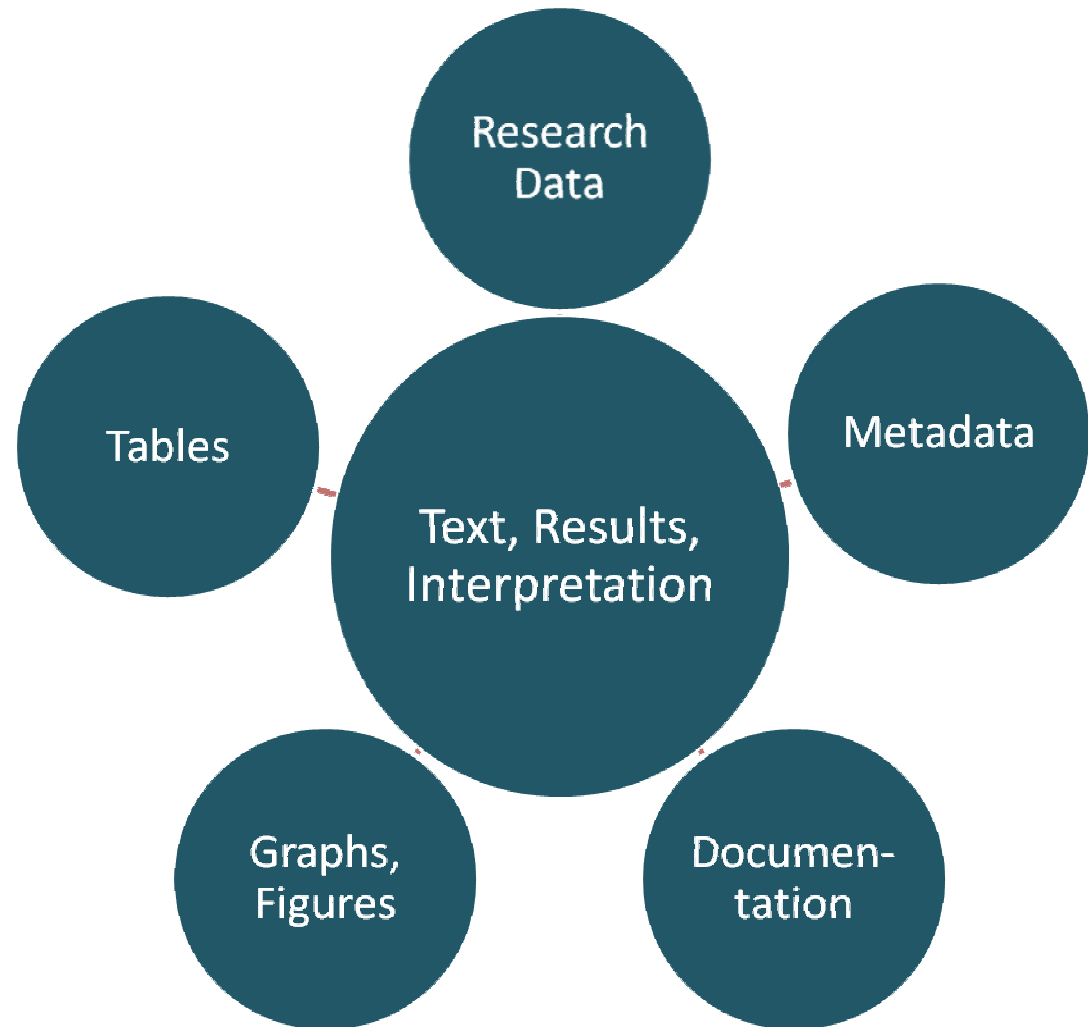 Research
Data
Tables
Metadata
Text, Results,
Interpretation
Graphs,
Figures
Documen-
tation